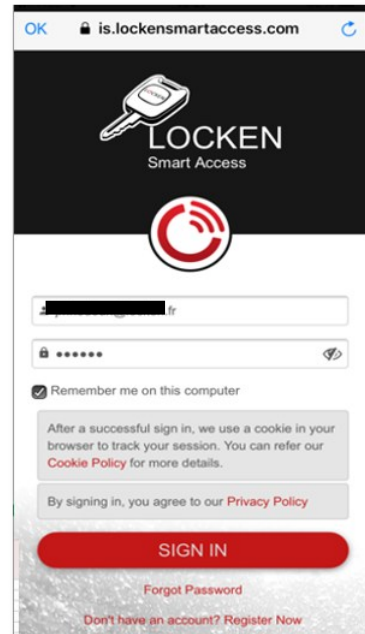 OK is.lockensmartaccess.com
LOCKEN
Smart Access
.fr
••••••
Remember me on this computer
After a successful sign in, we use a cookie in your
browser to track your session. You can refer our
Cookie Policy for more details.
By signing in, you agree to our Privacy Policy
SIGN IN
Forgot Password
Don't have an account? Register Now